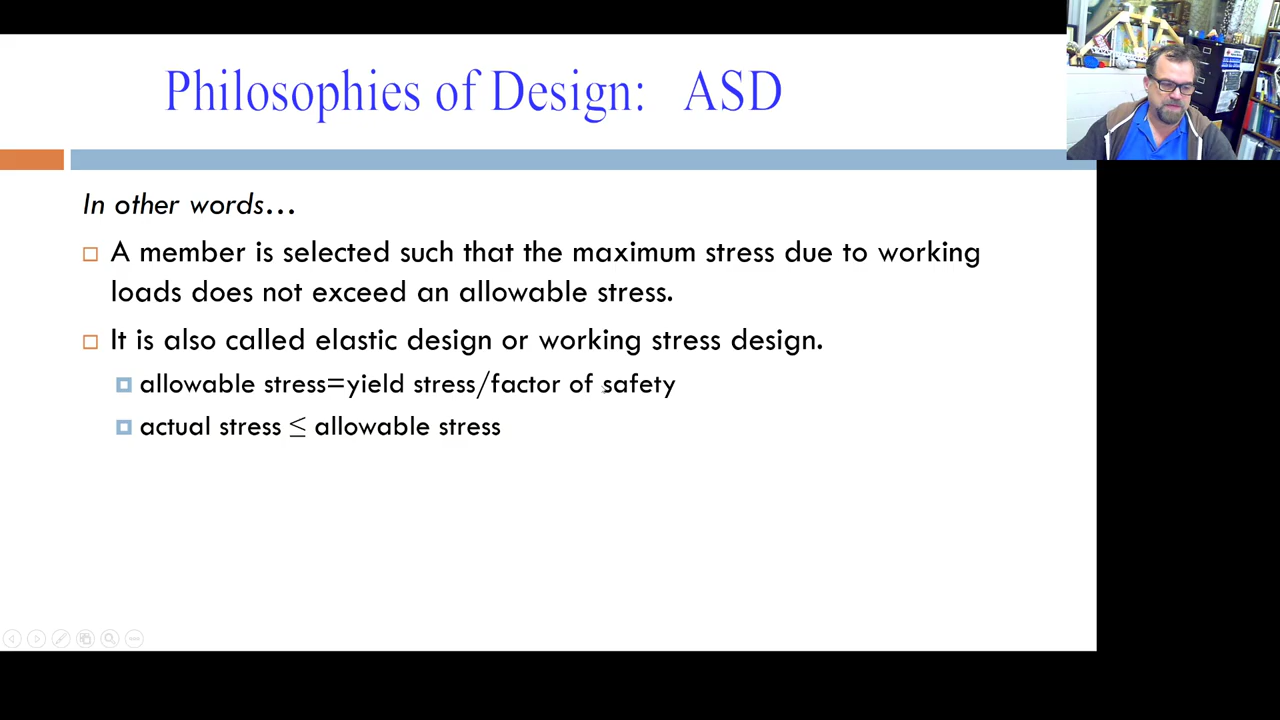 Philosophies of Design: ASD
In other words...
A member is selected such that the maximum stress due to working
loads does not exceed an allowable stress.
It is also called elastic design or working stress design.
allowable stress=yield stress/factor of safety
actual stress ≤ allowable stress